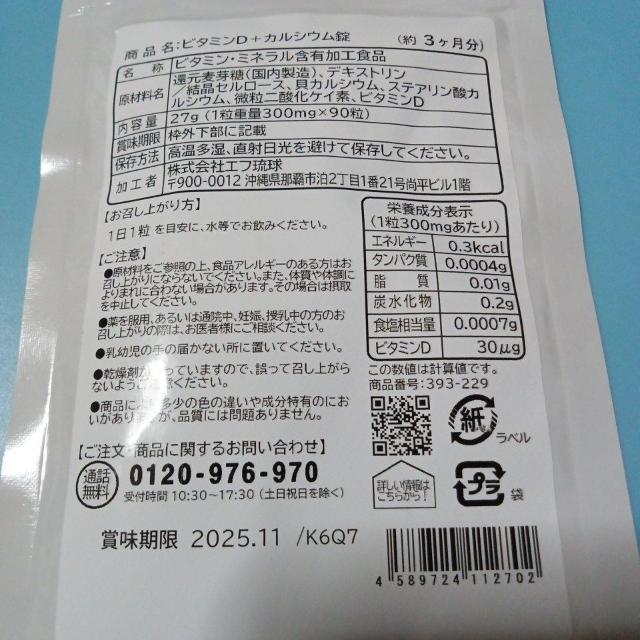 商品名:ビタミンD+カルシウム錠 (約3ヶ月分)
名称 ビタミン・ミネラル含有加工食品
原材料名 還元麦芽糖(国内製造)、デキストリン
/結晶セルロース、貝カルシウム、ステアリン酸カ
ルシウム、微粒二酸化ケイ素、ビタミンD
内容量 27g(1粒重量300mg×90粒)
賞味期限 枠外下部に記載
保存方法 高温多湿、直射日光を避けて保存してください。
加工者 株式会社エフ琉球
〒900-0012 沖縄県那覇市泊2丁目1番21号尚平ビル1階
【お召し上がり方】
1日1粒を目安に、水等でお飲みください。
【ご注意】
●原材料をご参照の上、食品アレルギーのある方はお
召し上がりにならないでください。また、体質や体調に
よりまれに合わない場合があります。その場合は摂取
を中止してください。
●薬を服用、あるいは通院中、妊娠、授乳中の方のお
召し上がりの際は、お医者様にご相談ください。
●乳幼児の手の届かない所に置いてください。
●乾燥剤が っていますので、誤って召し上がら
ないようご注意ください。
●商品によ 多少の色の違いや成分特有のにお
いがありますが、品質には問題ありません。
栄養成分表示
(1粒300mgあたり)
エネルギー 0.3kcal
タンパク質 0.0004g
脂質 0.01g
炭水化物 0.2g
食塩相当量 0.0007g
ビタミンD 30μg
この数値は計算値です。
商品番号:393-229
紙 ラベル
プラ 袋
詳しい情報は
こちらから!
【ご注文・商品に関するお問い合わせ】
通話無料 0120-976-970
受付時間 10:30~17:30 (土日祝日を除く)
賞味期限 2025.11 /K6Q7
4 589724 112702